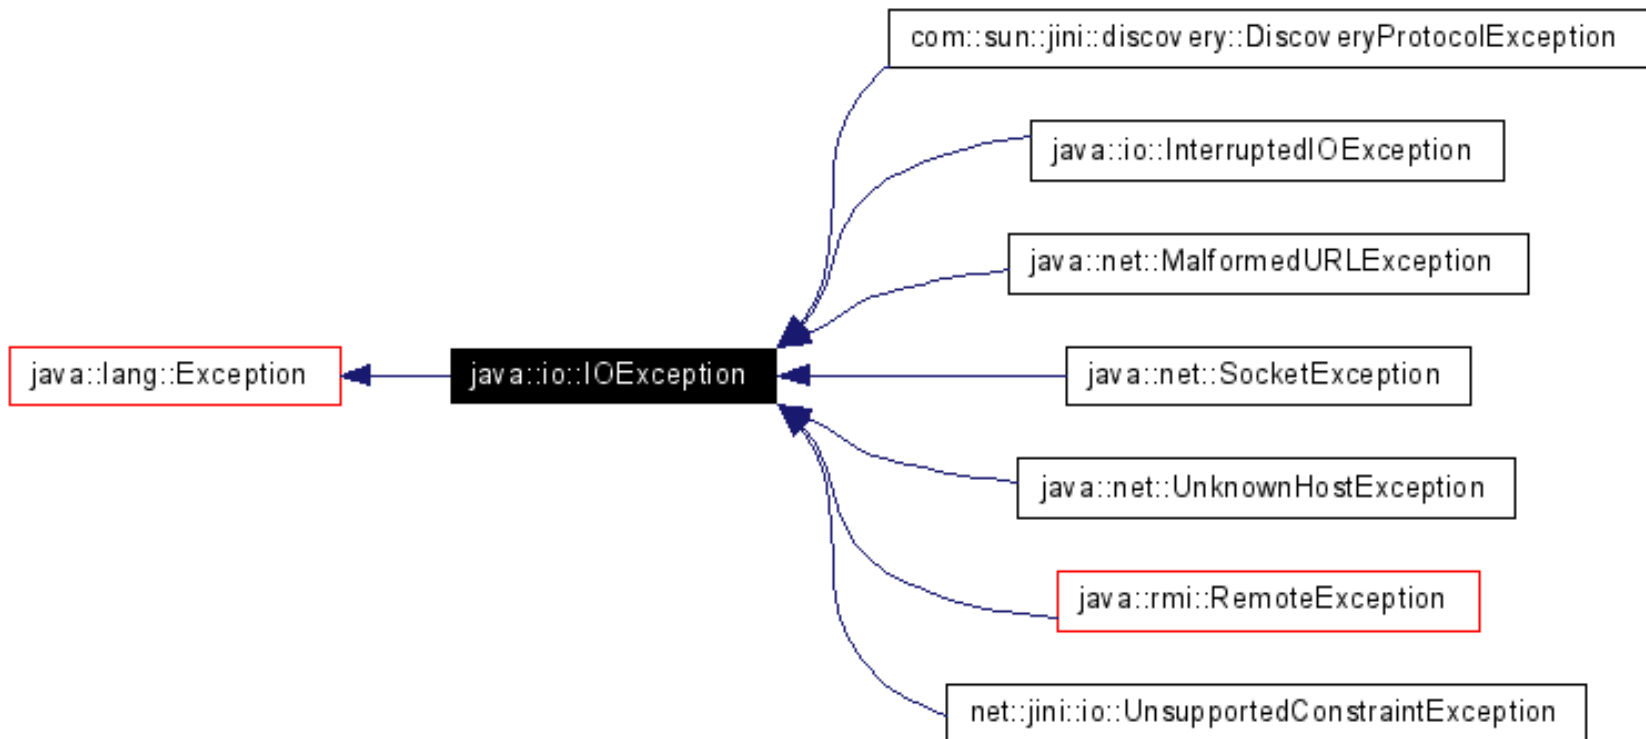 com::sun::jini::discovery::DiscoveryProtocolException
java::io::InterruptedIOException
java::net::MalformedURLException
java::lang::Exception
java::io::IOException
java::net::SocketException
java::net::UnknownHostException
java::rmi::RemoteException
net::jini::io::UnsupportedConstraintException